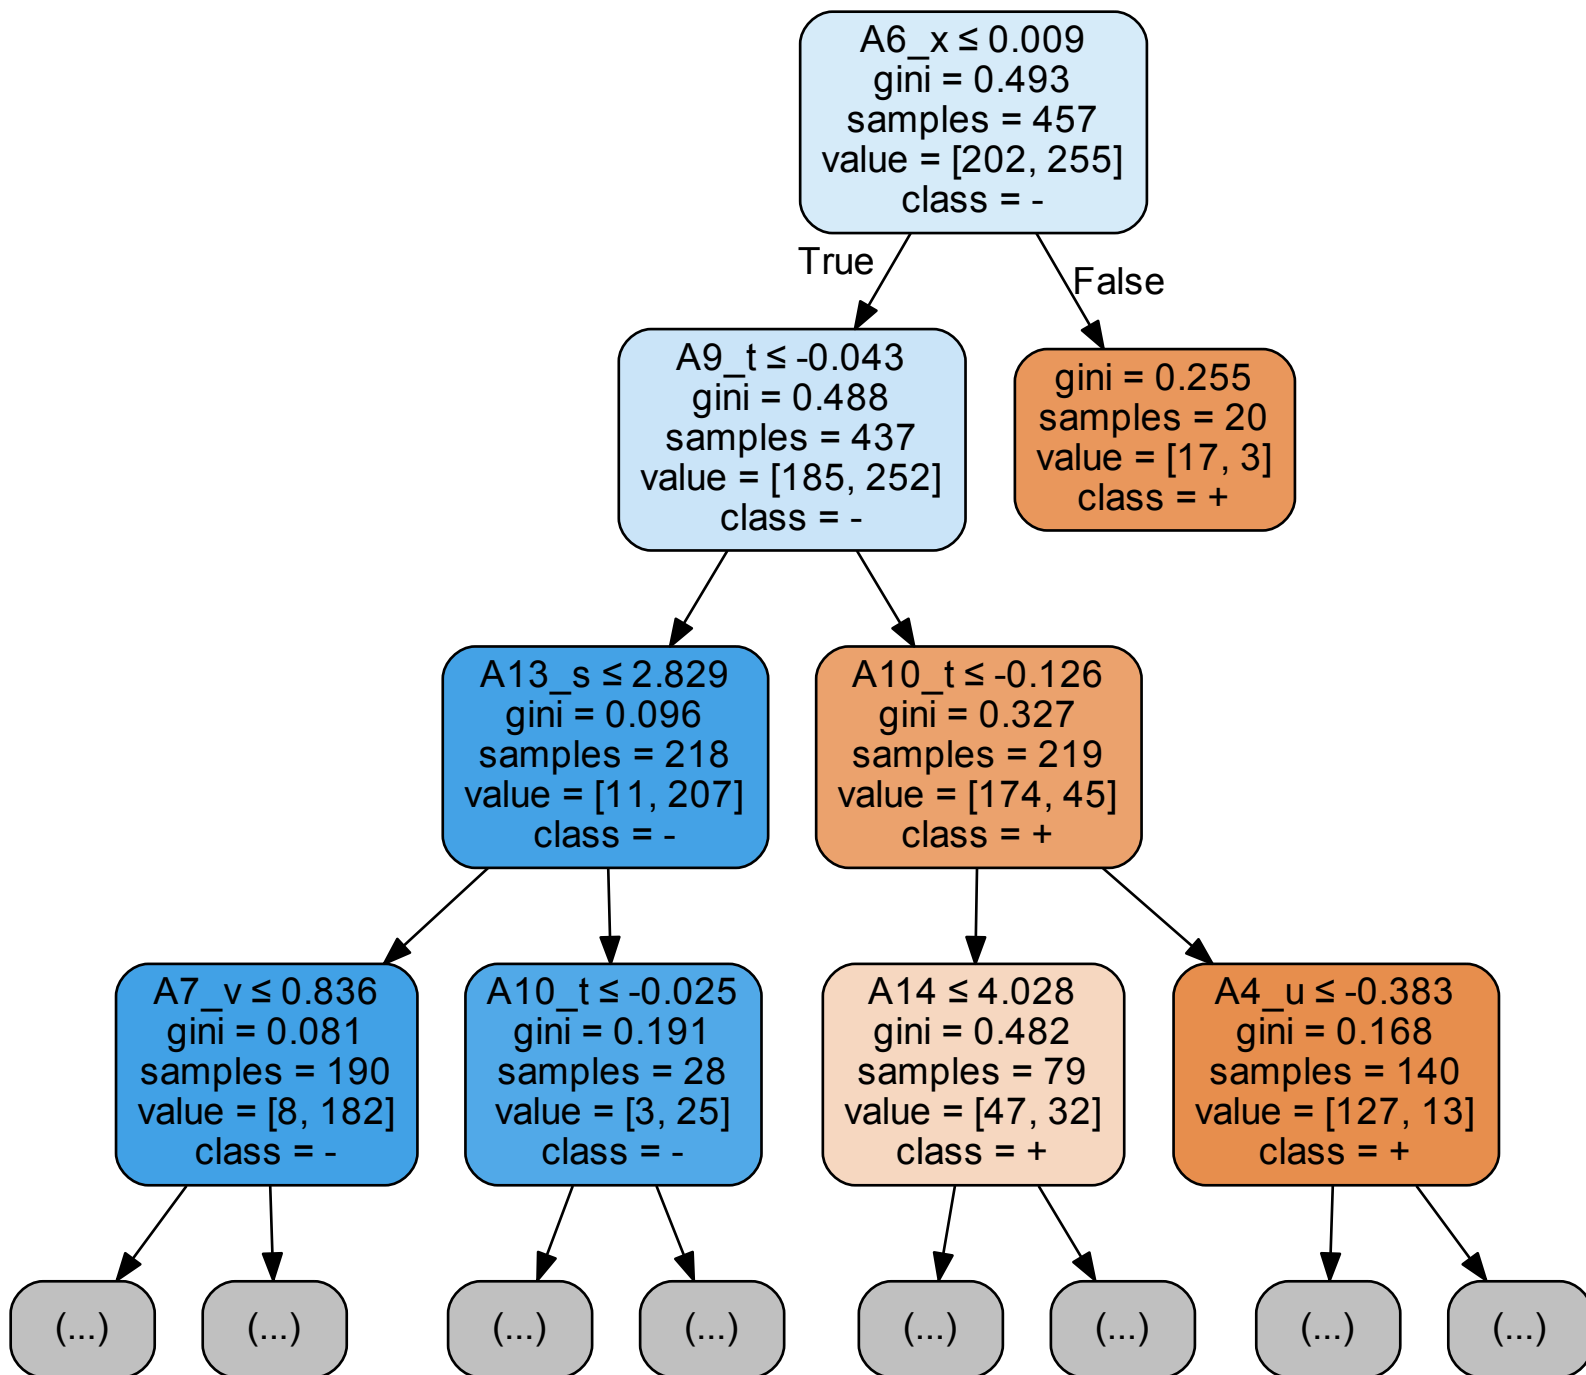 A6_x ≤ 0.009
gini = 0.493
samples = 457
value = [202, 255]
class = -
True
False
A9_t ≤ -0.043
gini = 0.488
samples = 437
value = [185, 252]
class = -
gini = 0.255
samples = 20
value = [17, 3]
class = +
A13_s ≤ 2.829
gini = 0.096
samples = 218
value = [11, 207]
class = -
A10_t ≤ -0.126
gini = 0.327
samples = 219
value = [174, 45]
class = +
A7_v ≤ 0.836
gini = 0.081
samples = 190
value = [8, 182]
class = -
A10_t ≤ -0.025
gini = 0.191
samples = 28
value = [3, 25]
class = -
A14 ≤ 4.028
gini = 0.482
samples = 79
value = [47, 32]
class = +
A4_u ≤ -0.383
gini = 0.168
samples = 140
value = [127, 13]
class = +
(...)
(...)
(...)
(...)
(...)
(...)
(...)
(...)